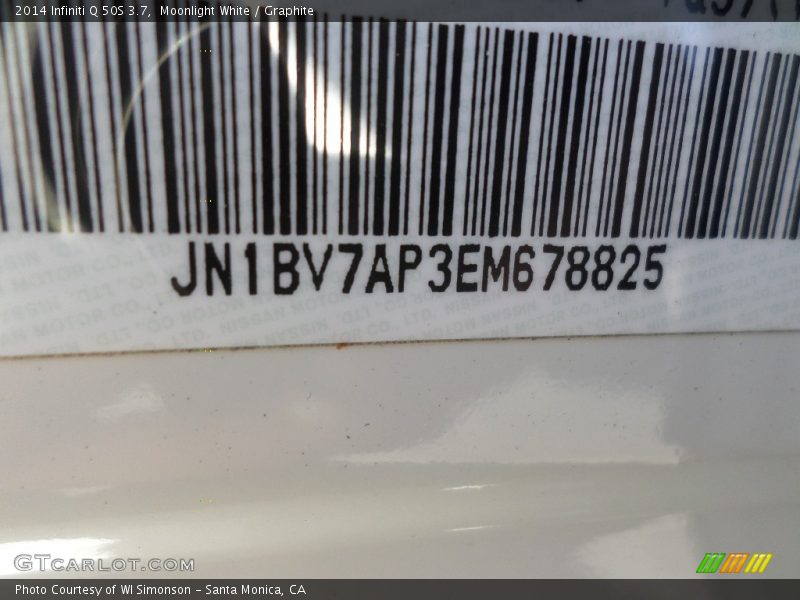 2014 Infiniti Q 50S 3.7, Moonlight White / Graphite
JN1BV7AP3EM678825
GTCARLOT.COM
Photo Courtesy of WI Simonson - Santa Monica, CA